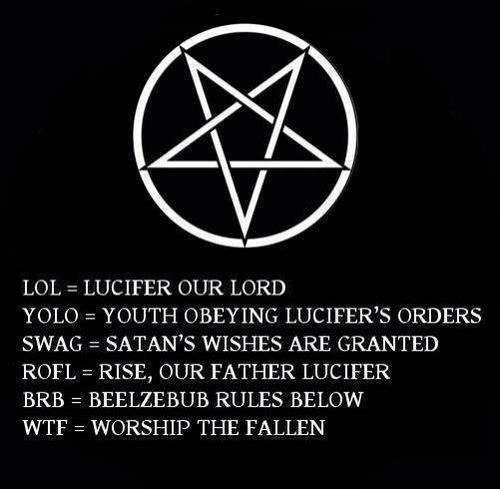 LOL = LUCIFER OUR LORD
YOLO = YOUTH OBEYING LUCIFER'S ORDERS
SWAG = SATAN'S WISHES ARE GRANTED
ROFL = RISE, OUR FATHER LUCIFER
BRB = BEELZEBUB RULES BELOW
WTF = WORSHIP THE FALLEN